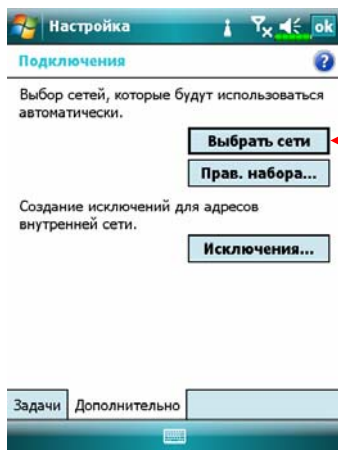 Настройка
ok
Подключения
?
Выбор сетей, которые будут использоваться
автоматически.
Выбрать сети
Прав. набора...
Создание исключений для адресов
внутренней сети.
Исключения...
Задачи Дополнительно